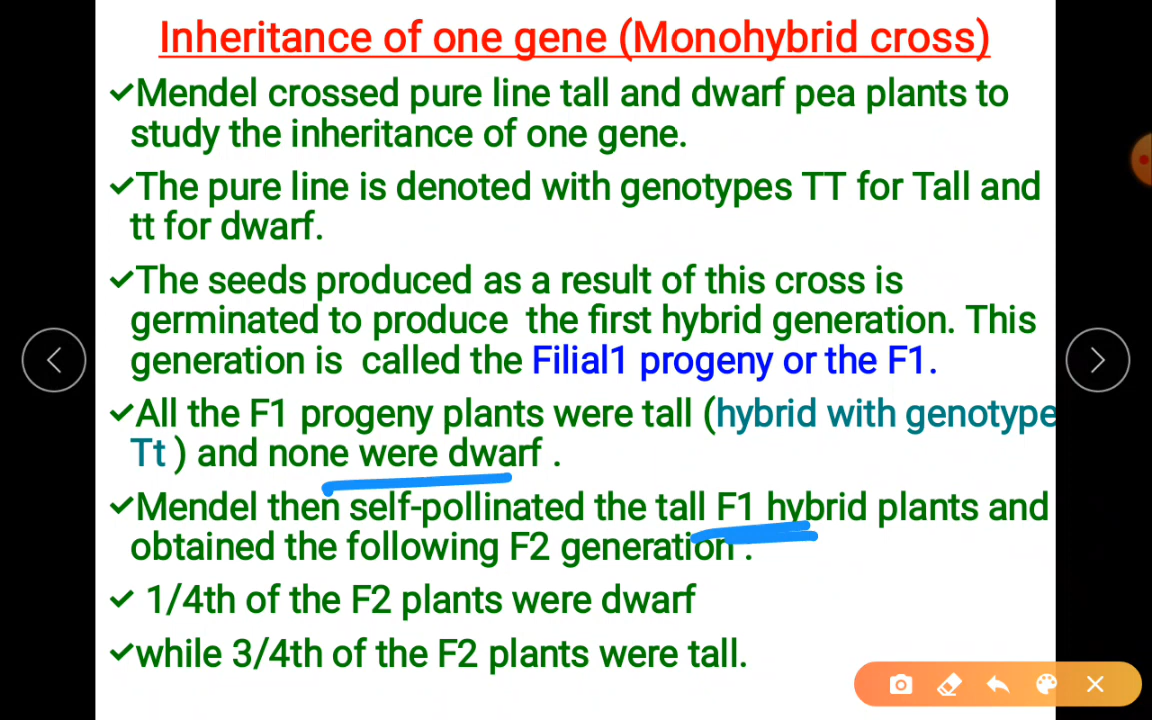 Inheritance of one gene (Monohybrid cross)
✓Mendel crossed pure line tall and dwarf pea plants to
study the inheritance of one gene.
✓The pure line is denoted with genotypes TT for Tall and
tt for dwarf.
✓The seeds produced as a result of this cross is
germinated to produce  the first hybrid generation. This
generation is  called the Filial1 progeny or the F1.
✓All the F1 progeny plants were tall (hybrid with genotype
Tt ) and none were dwarf .
✓Mendel then self-pollinated the tall F1 hybrid plants and
obtained the following F2 generation .
✓ 1/4th of the F2 plants were dwarf
✓while 3/4th of the F2 plants were tall.